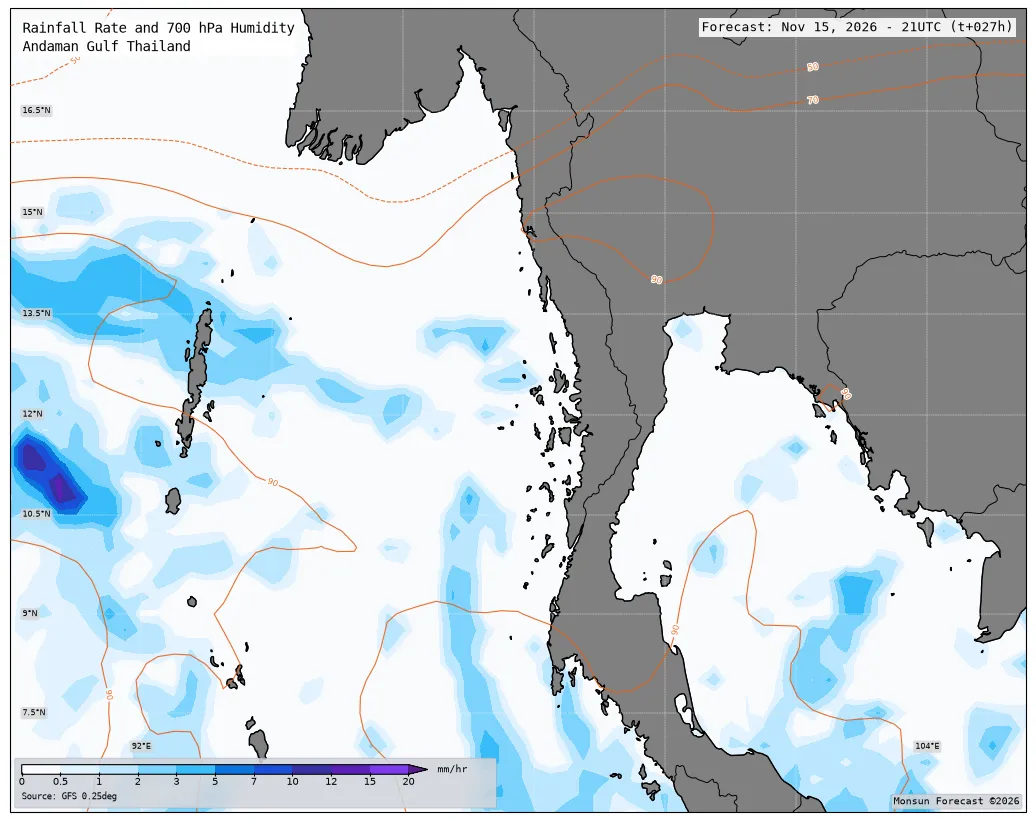 Rainfall Rate and 700 hPa Humidity
Andaman Gulf Thailand
Forecast: Nov 15, 2026 - 21UTC (t+027h)
50
50
70
16.5°N
15°N
90
13.5°N
90
12°N
90
10.5°N
9°N
90
90
7.5°N
92°E
104°E
mm/hr
0 0.5 1 2 3 5 7 10 12 15 20
Source: GFS 0.25deg
Monsun Forecast ©2026